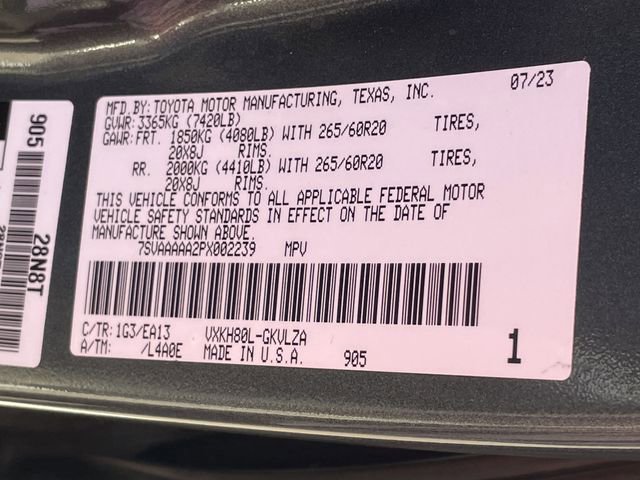 MFD.BY:TOYOTA MOTOR MANUFACTURING, TEXAS, INC. 07/23
GVWR:3365KG (7420LB)
GAWR:FRT. 1850KG (4080LB) WITH 265/60R20 TIRES,
20X8J RIMS.
RR. 2000KG (4410LB) WITH 265/60R20 TIRES,
20X8J RIMS.
THIS VEHICLE CONFORMS TO ALL APPLICABLE FEDERAL MOTOR
VEHICLE SAFETY STANDARDS IN EFFECT ON THE DATE OF
MANUFACTURE SHOWN ABOVE.
7SVAAAAA2PX002239 MPV
C/TR:1G3/EA13 VXKH80L-GKVLZA
A/TM: /L4A0E MADE IN U.S.A. 905 1
905 28N8T